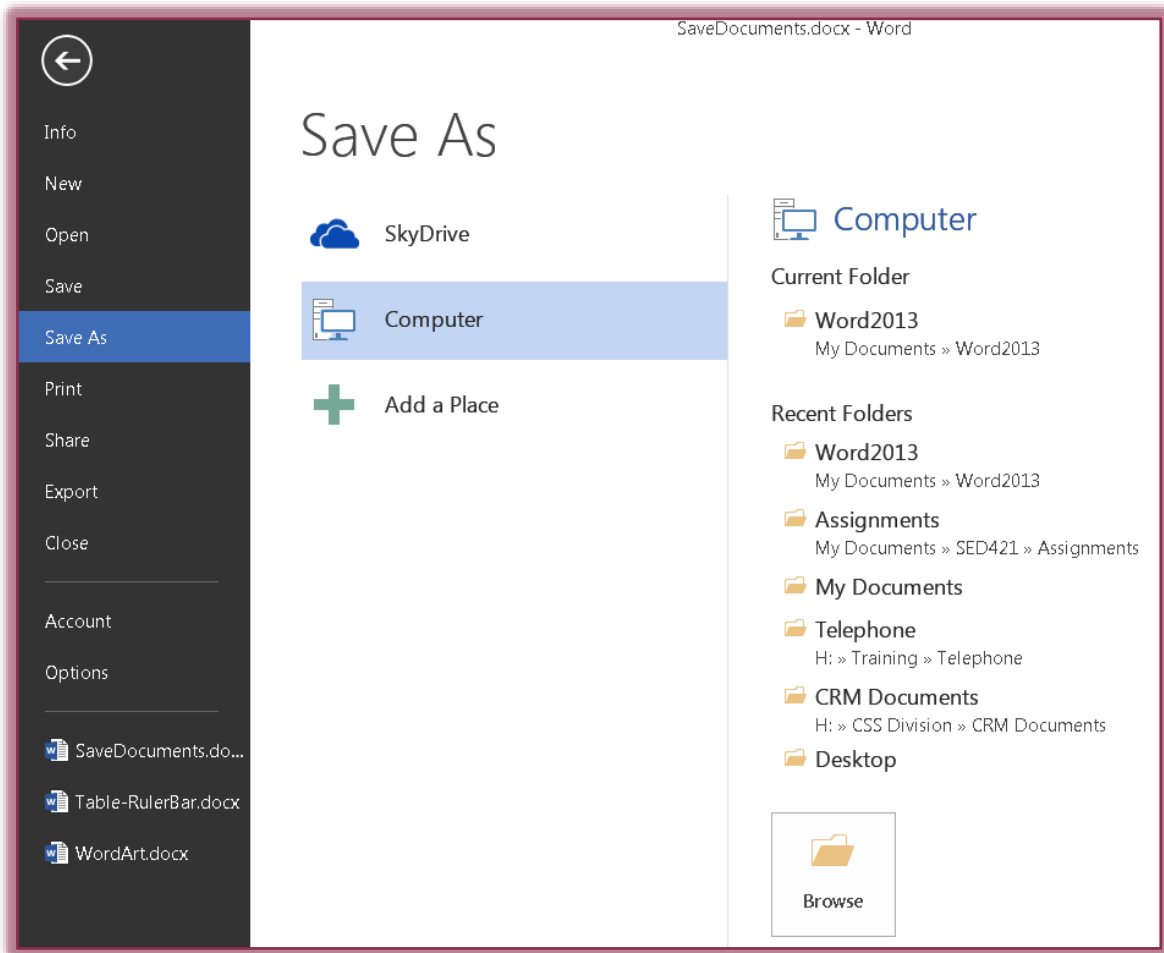 SaveDocuments.docx - Word
Info
New
Open
Save
Save As
Print
Share
Export
Close
Account
Options
SaveDocuments.do...
Table-RulerBar.docx
WordArt.docx
Save As
SkyDrive
Computer
Add a Place
Computer
Current Folder
Word2013
My Documents » Word2013
Recent Folders
Word2013
My Documents » Word2013
Assignments
My Documents » SED421 » Assignments
My Documents
Telephone
H: » Training » Telephone
CRM Documents
H: » CSS Division » CRM Documents
Desktop
Browse